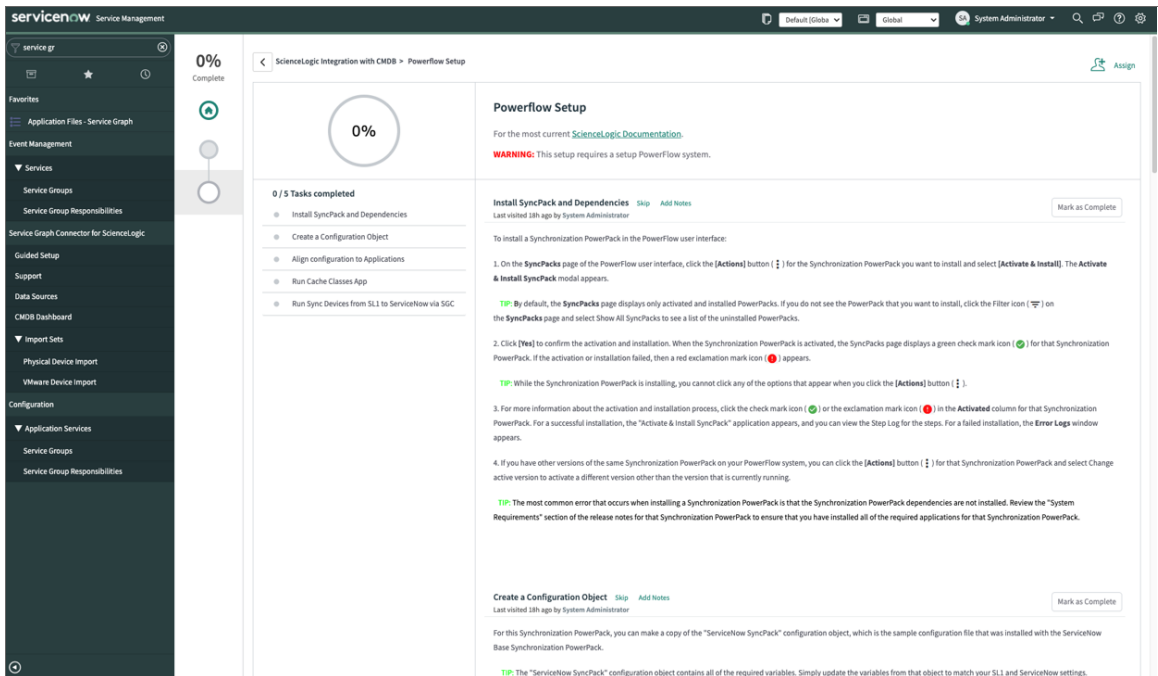 servicenow Service Management
Default [Globa
Global
SA System Administrator
service gr
Favorites
Application Files - Service Graph
Event Management
Services
Service Groups
Service Group Responsibilities
Service Graph Connector for ScienceLogic
Guided Setup
Support
Data Sources
CMDB Dashboard
Import Sets
Physical Device Import
VMware Device Import
Configuration
Application Services
Service Groups
Service Group Responsibilities
0%
Complete
ScienceLogic Integration with CMDB > Powerflow Setup
Assign
0%
0 / 5 Tasks completed
Install SyncPack and Dependencies
Create a Configuration Object
Align configuration to Applications
Run Cache Classes App
Run Sync Devices from SL1 to ServiceNow via SGC
Powerflow Setup
For the most current ScienceLogic Documentation.
WARNING: This setup requires a setup PowerFlow system.
Install SyncPack and Dependencies Skip Add Notes
Last visited 18h ago by System Administrator
Mark as Complete
To install a Synchronization PowerPack in the PowerFlow user interface:
1. On the SyncPacks page of the PowerFlow user interface, click the [Actions] button ( ) for the Synchronization PowerPack you want to install and select [Activate & Install]. The Activate
& Install SyncPack modal appears.
TIP: By default, the SyncPacks page displays only activated and installed PowerPacks. If you do not see the PowerPack that you want to install, click the Filter icon ( ) on
the SyncPacks page and select Show All SyncPacks to see a list of the uninstalled PowerPacks.
2. Click [Yes] to confirm the activation and installation. When the Synchronization PowerPack is activated, the SyncPacks page displays a green check mark icon ( ) for that Synchronization
PowerPack. If the activation or installation failed, then a red exclamation mark icon ( ) appears.
TIP: While the Synchronization PowerPack is installing, you cannot click any of the options that appear when you click the [Actions] button ( ).
3. For more information about the activation and installation process, click the check mark icon ( ) or the exclamation mark icon ( ) in the Activated column for that Synchronization
PowerPack. For a successful installation, the "Activate & Install SyncPack" application appears, and you can view the Step Log for the steps. For a failed installation, the Error Logs window
appears.
4. If you have other versions of the same Synchronization PowerPack on your PowerFlow system, you can click the [Actions] button ( ) for that Synchronization PowerPack and select Change
active version to activate a different version other than the version that is currently running.
TIP: The most common error that occurs when installing a Synchronization PowerPack is that the Synchronization PowerPack dependencies are not installed. Review the "System
Requirements" section of the release notes for that Synchronization PowerPack to ensure that you have installed all of the required applications for that Synchronization PowerPack.
Create a Configuration Object Skip Add Notes
Last visited 18h ago by System Administrator
Mark as Complete
For this Synchronization PowerPack, you can make a copy of the "ServiceNow SyncPack" configuration object, which is the sample configuration file that was installed with the ServiceNow
Base Synchronization PowerPack.
TIP: The "ServiceNow SyncPack" configuration object contains all of the required variables. Simply update the variables from that object to match your SL1 and ServiceNow settings.